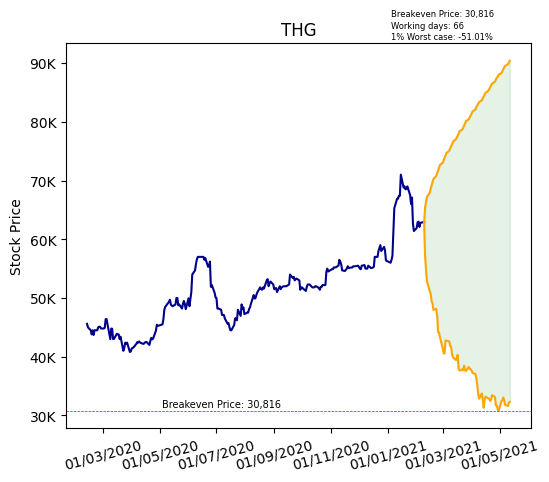 Breakeven Price: 30,816
Working days: 66
1% Worst case: -51.01%
THG
Stock Price
90K
80K
70K
60K
50K
40K
30K
Breakeven Price: 30,816
01/03/2020
01/05/2020
01/07/2020
01/09/2020
01/11/2020
01/01/2021
01/03/2021
01/05/2021